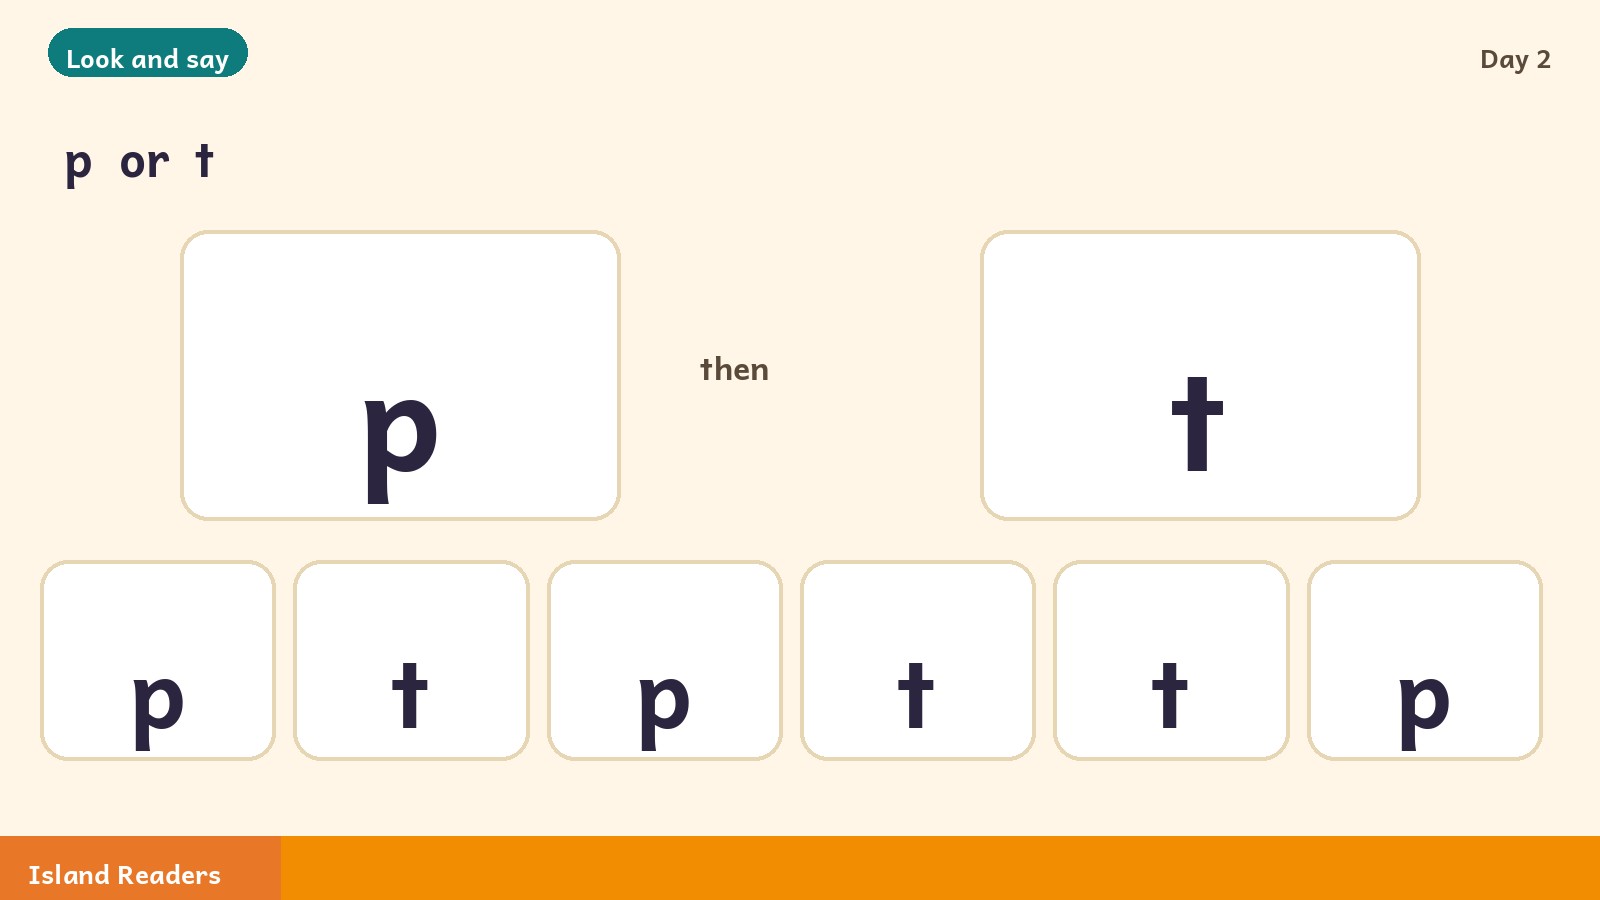 Look and say
Day 2
p or t
p then t
p t p t t p
Island Readers